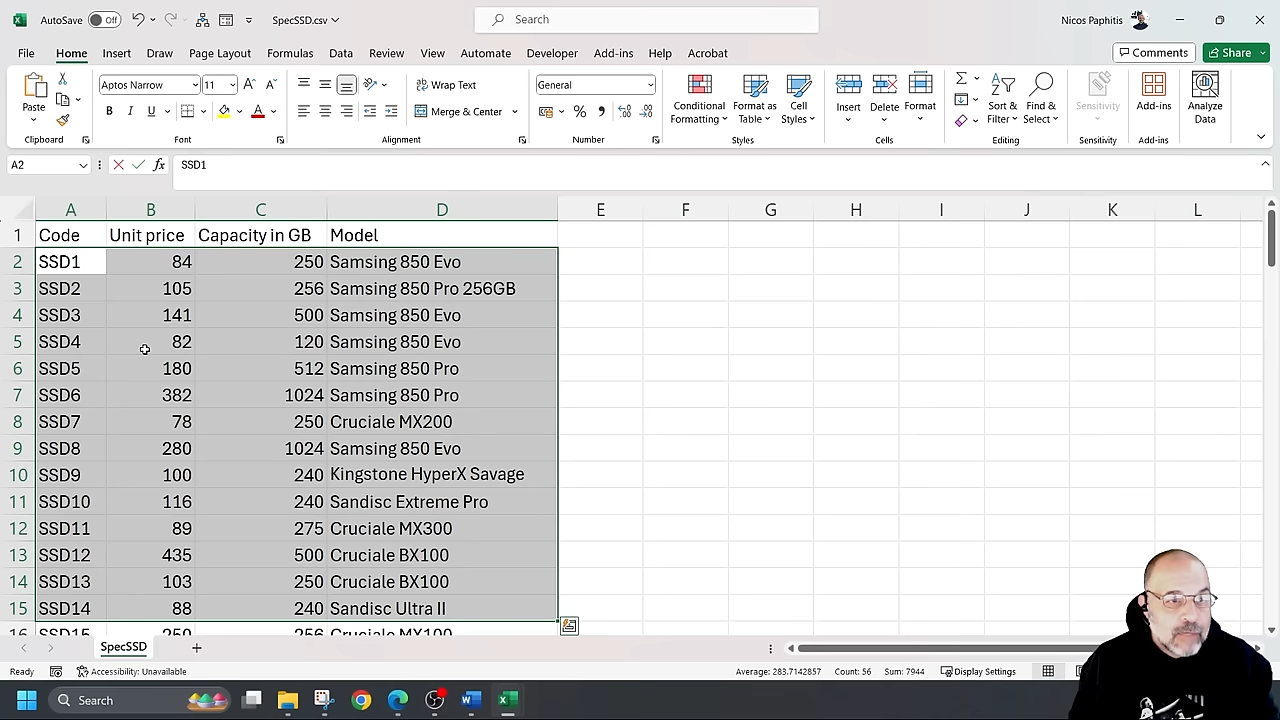 AutoSave Off SpecSSD.csv Search Nicos Paphitis
File Home Insert Draw Page Layout Formulas Data Review View Automate Developer Add-ins Help Acrobat Comments Share
Paste Aptos Narrow 11 Wrap Text General Conditional Formatting Format as Table Cell Styles Insert Delete Format Sort & Filter Find & Select Sensitivity Add-ins Analyze Data
B I U Merge & Center
Clipboard Font Alignment Number Styles Cells Editing Sensitivity Add-ins
A2 fx SSD1
A B C D E F G H I J K L
1 Code Unit price Capacity in GB Model
2 SSD1 84 250 Samsing 850 Evo
3 SSD2 105 256 Samsing 850 Pro 256GB
4 SSD3 141 500 Samsing 850 Evo
5 SSD4 82 120 Samsing 850 Evo
6 SSD5 180 512 Samsing 850 Pro
7 SSD6 382 1024 Samsing 850 Pro
8 SSD7 78 250 Cruciale MX200
9 SSD8 280 1024 Samsing 850 Evo
10 SSD9 100 240 Kingstone HyperX Savage
11 SSD10 116 240 Sandisc Extreme Pro
12 SSD11 89 275 Cruciale MX300
13 SSD12 435 500 Cruciale BX100
14 SSD13 103 250 Cruciale BX100
15 SSD14 88 240 Sandisc Ultra II
16 SSD15 250 256 Cruciale MX100
SpecSSD
Ready Accessibility: Unavailable Average: 283.7142857 Count: 56 Sum: 7944 Display Settings
Search